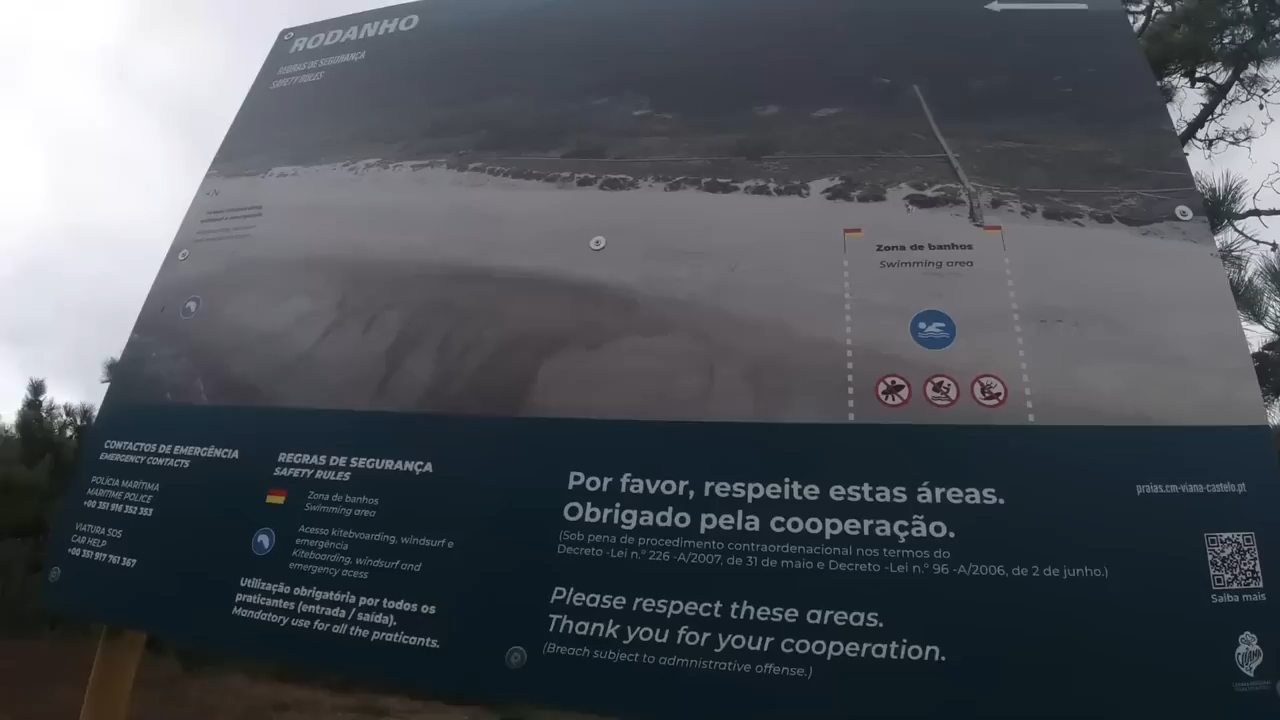 RODANHO
REGRAS DE SEGURANÇA
SAFETY RULES
Zona de banhos
Swimming area
CONTACTOS DE EMERGÊNCIA
EMERGENCY CONTACTS
POLÍCIA MARÍTIMA
MARITIME POLICE
+00 351 916 352 353
VIATURA SOS
CAR HELP
+00 351 917 761 367
REGRAS DE SEGURANÇA
SAFETY RULES
Zona de banhos
Swimming area
Acesso kitebvoarding, windsurf e
emergência
Kiteboarding, windsurf and
emergency acess
Utilização obrigatória por todos os
praticantes (entrada / saída).
Mandatory use for all the praticants.
Por favor, respeite estas áreas.
Obrigado pela cooperação.
(Sob pena de procedimento contraordenacional nos termos do
Decreto -Lei n.º 226 -A/2007, de 31 de maio e Decreto -Lei n.º 96 -A/2006, de 2 de junho.)
Please respect these areas.
Thank you for your cooperation.
(Breach subject to admnistrative offense.)
praias.cm-viana-castelo.pt
Saiba mais
VIANA